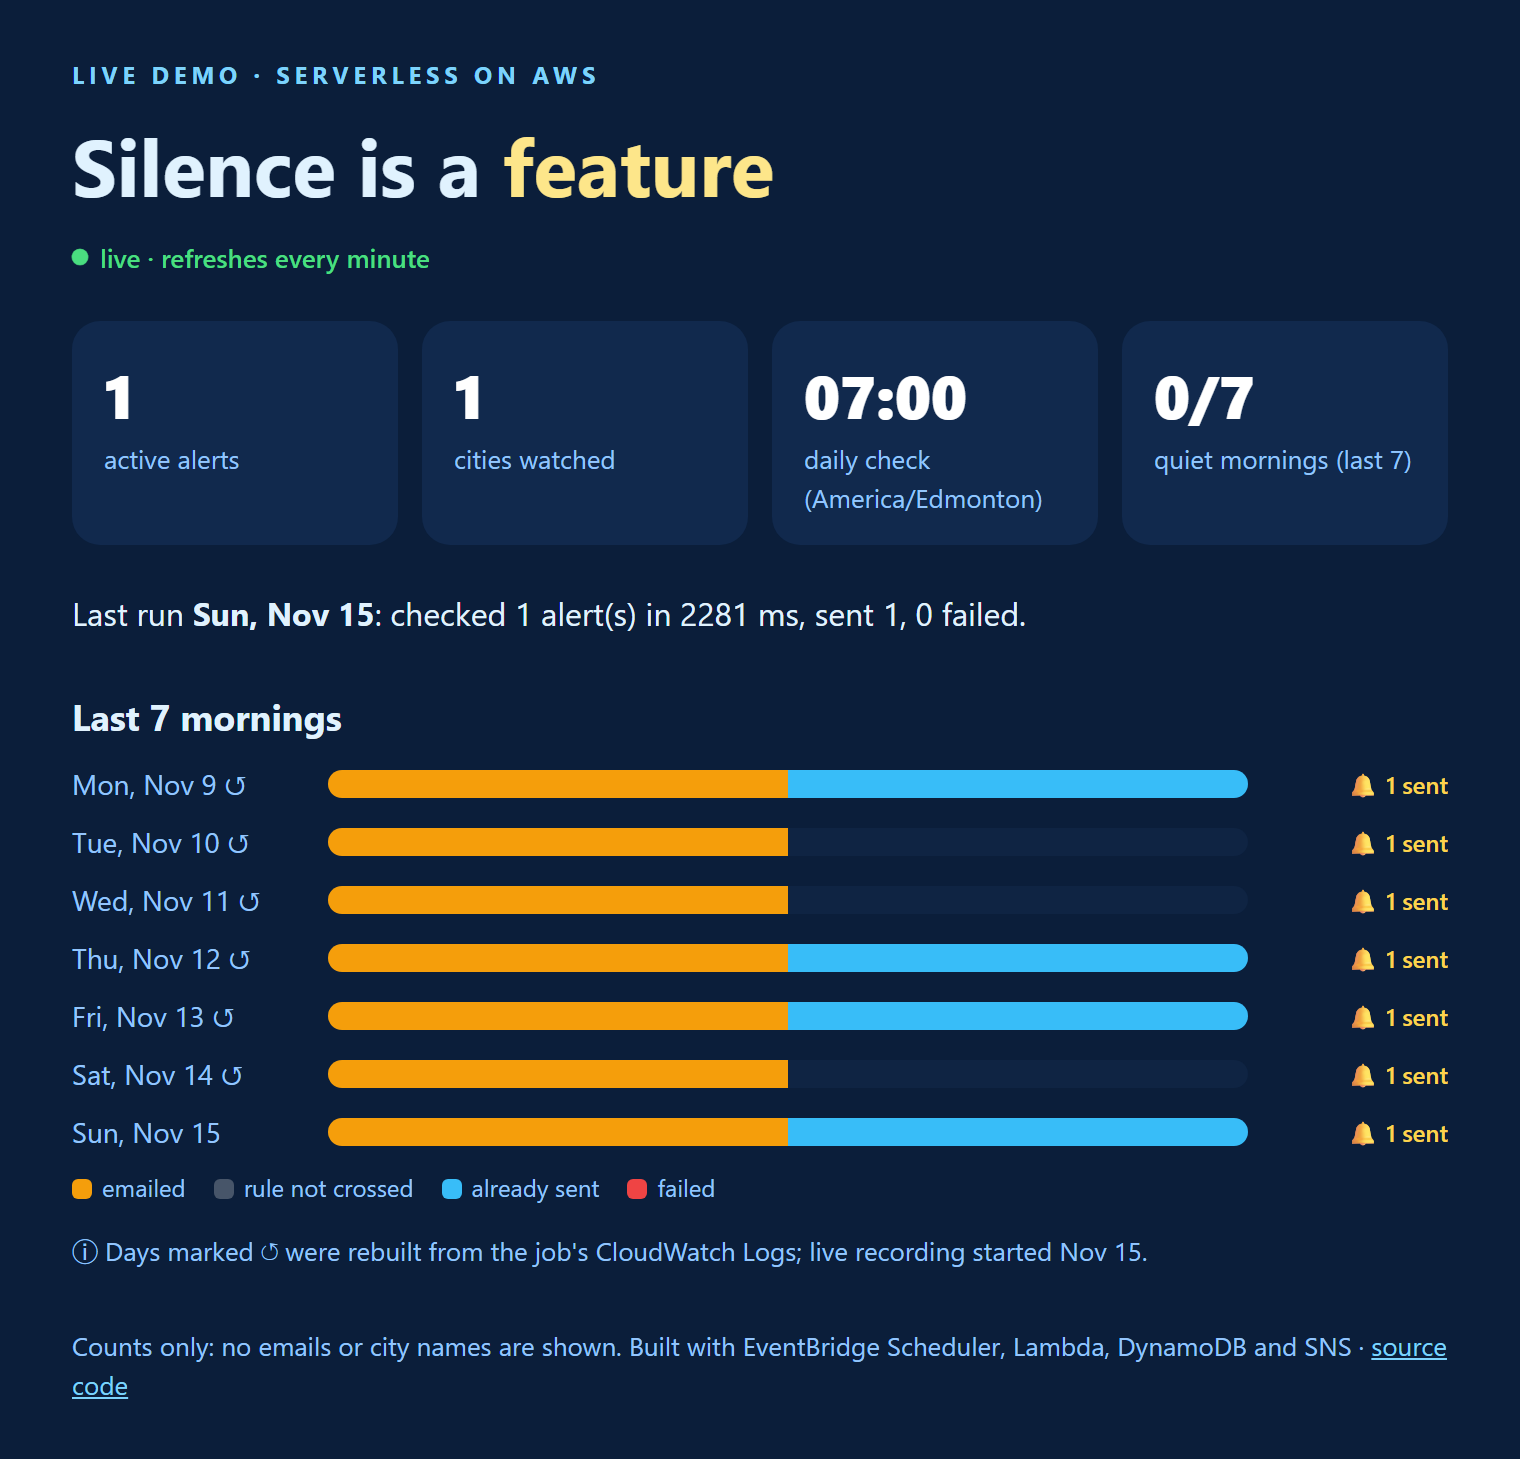 LIVE DEMO · SERVERLESS ON AWS
Silence is a feature
live · refreshes every minute
1
active alerts
1
cities watched
07:00
daily check
(America/Edmonton)
0/7
quiet mornings (last 7)
Last run Sun, Nov 15: checked 1 alert(s) in 2281 ms, sent 1, 0 failed.
Last 7 mornings
Mon, Nov 9 ↺ 🔔 1 sent
Tue, Nov 10 ↺ 🔔 1 sent
Wed, Nov 11 ↺ 🔔 1 sent
Thu, Nov 12 ↺ 🔔 1 sent
Fri, Nov 13 ↺ 🔔 1 sent
Sat, Nov 14 ↺ 🔔 1 sent
Sun, Nov 15 🔔 1 sent
emailed rule not crossed already sent failed
ⓘ Days marked ↺ were rebuilt from the job's CloudWatch Logs; live recording started Nov 15.
Counts only: no emails or city names are shown. Built with EventBridge Scheduler, Lambda, DynamoDB and SNS · source
code